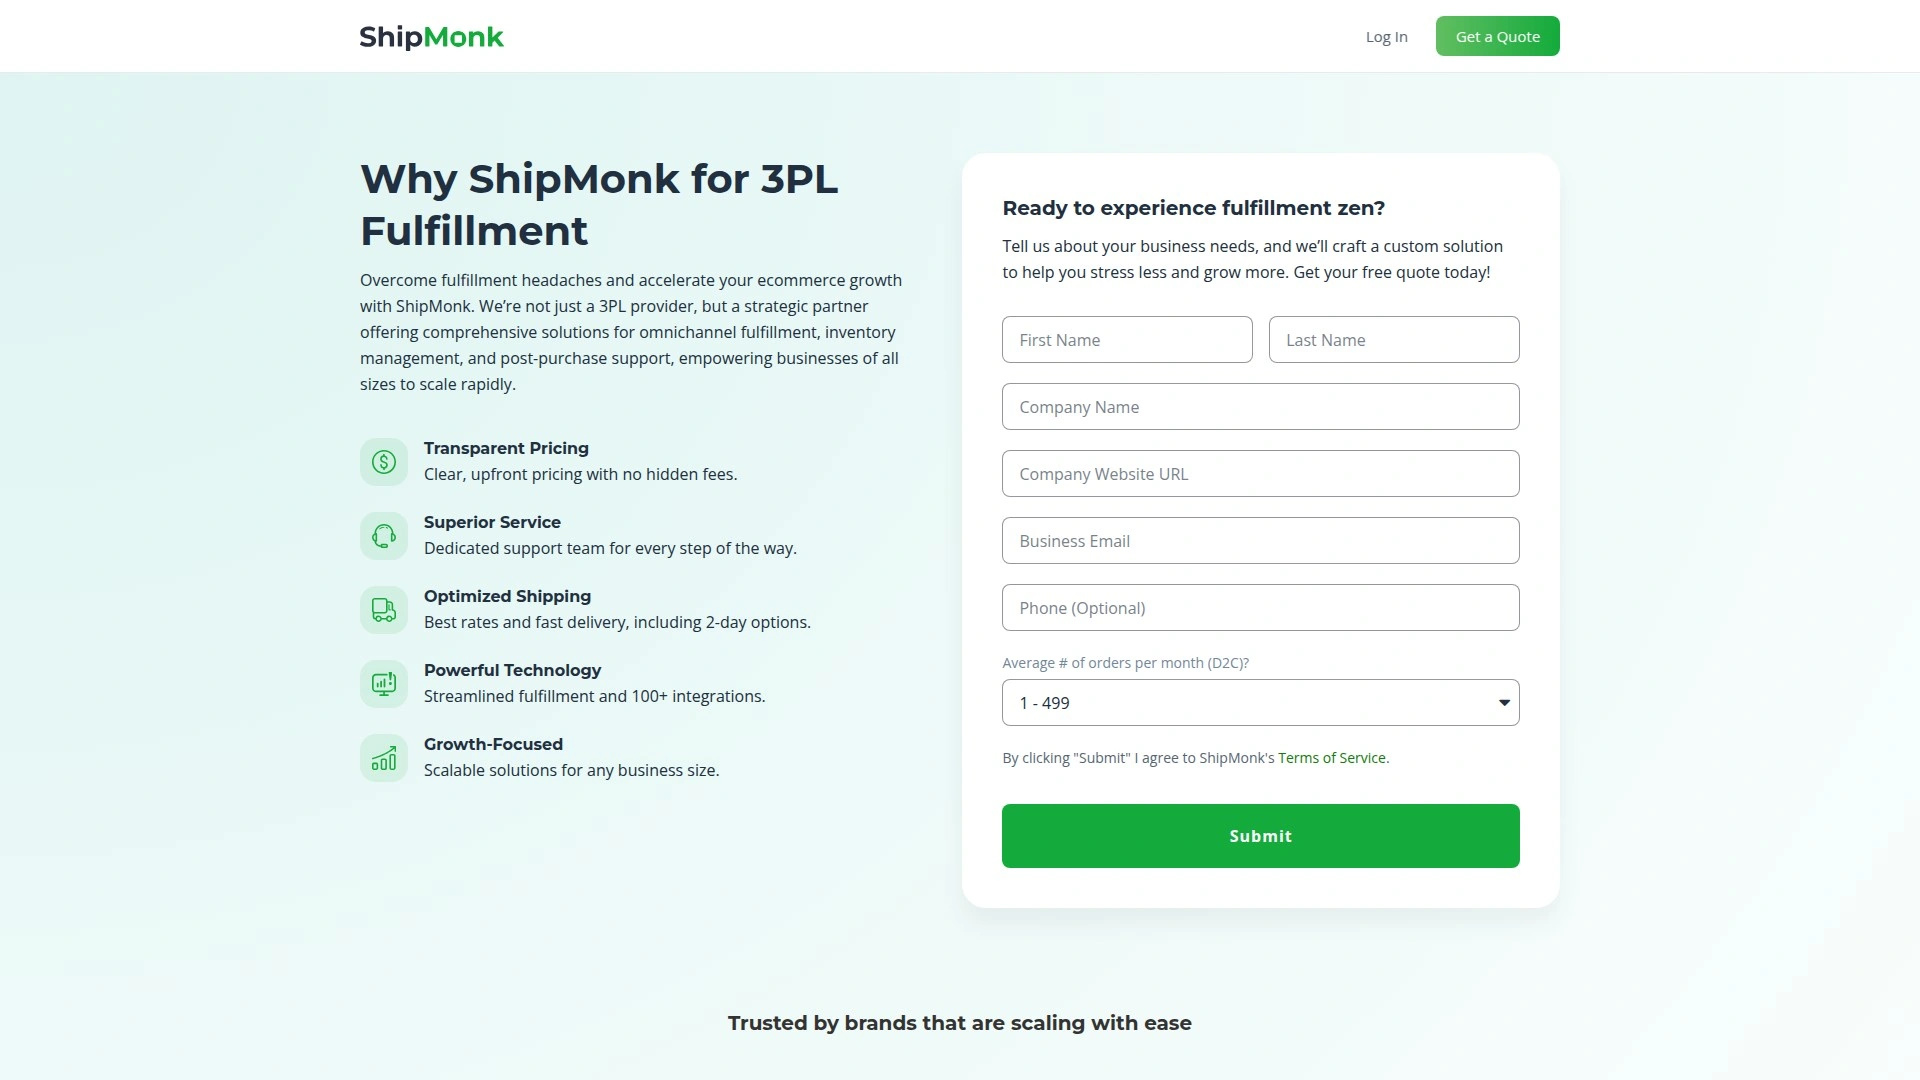 ShipMonk
Log In
Get a Quote
Why ShipMonk for 3PL
Fulfillment
Overcome fulfillment headaches and accelerate your ecommerce growth
with ShipMonk. We’re not just a 3PL provider, but a strategic partner
offering comprehensive solutions for omnichannel fulfillment, inventory
management, and post-purchase support, empowering businesses of all
sizes to scale rapidly.
Transparent Pricing
Clear, upfront pricing with no hidden fees.
Superior Service
Dedicated support team for every step of the way.
Optimized Shipping
Best rates and fast delivery, including 2-day options.
Powerful Technology
Streamlined fulfillment and 100+ integrations.
Growth-Focused
Scalable solutions for any business size.
Ready to experience fulfillment zen?
Tell us about your business needs, and we’ll craft a custom solution
to help you stress less and grow more. Get your free quote today!
First Name
Last Name
Company Name
Company Website URL
Business Email
Phone (Optional)
Average # of orders per month (D2C)?
1 - 499
By clicking "Submit" I agree to ShipMonk's Terms of Service.
Submit
Trusted by brands that are scaling with ease